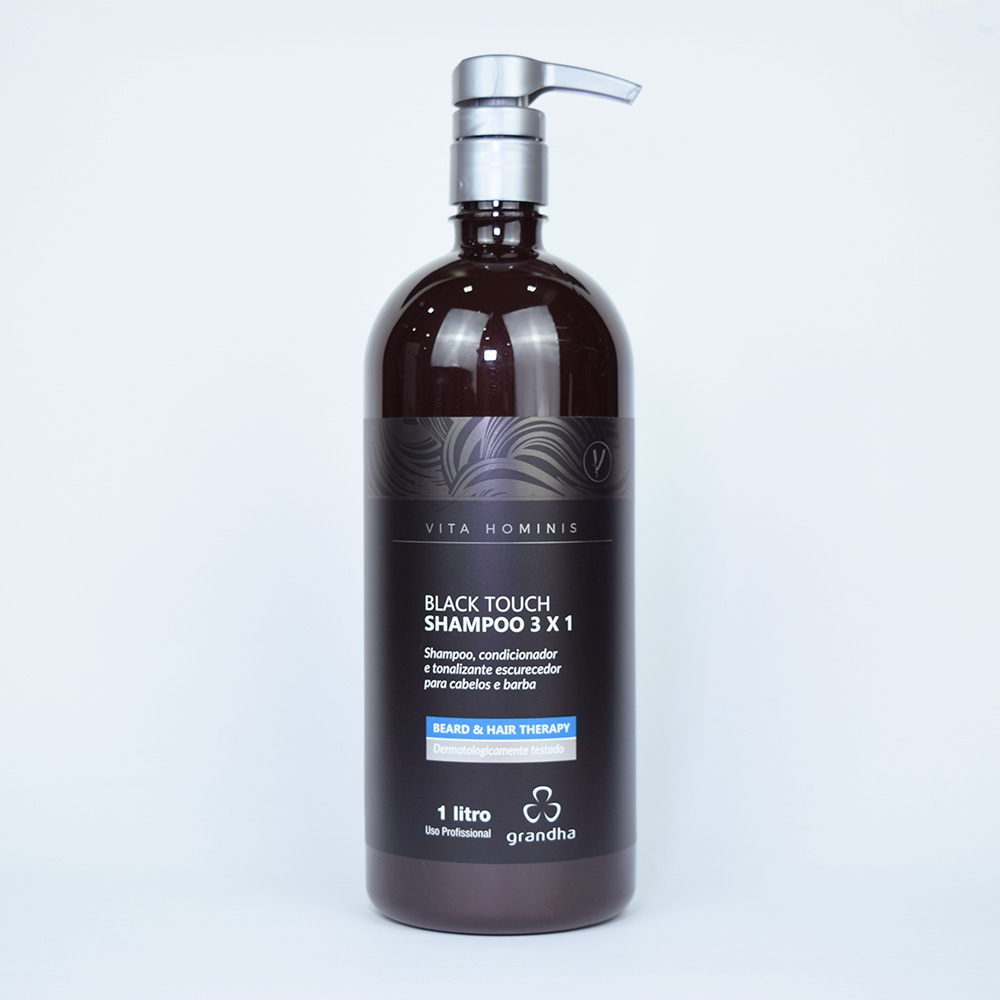 V
VITA HOMINIS
BLACK TOUCH
SHAMPOO 3 X 1
Shampoo, condicionador
e tonalizante escurecedor
para cabelos e barba
BEARD & HAIR THERAPY
Dermatologicamente testado
1 litro
Uso Profissional
grandha